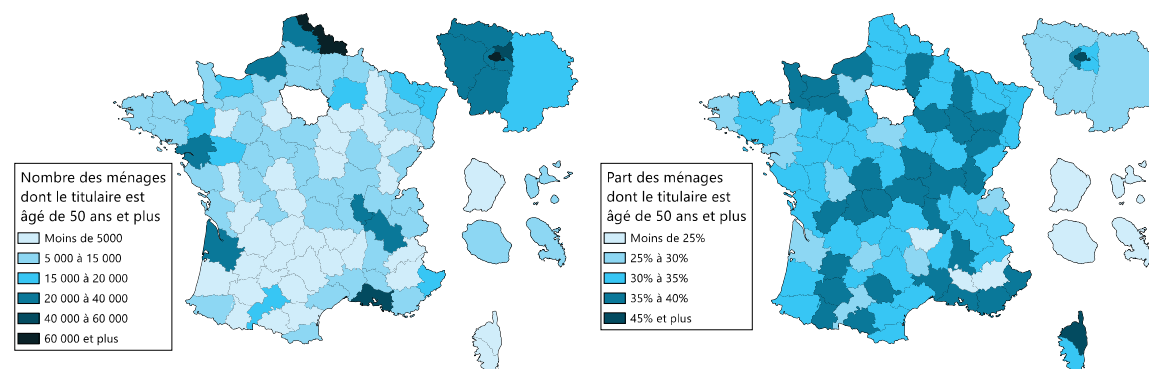 Nombre des ménages
dont le titulaire est
âgé de 50 ans et plus
Moins de 5000
5 000 à 15 000
15 000 à 20 000
20 000 à 40 000
40 000 à 60 000
60 000 et plus
Part des ménages
dont le titulaire est
âgé de 50 ans et plus
Moins de 25%
25% à 30%
30% à 35%
35% à 40%
45% et plus